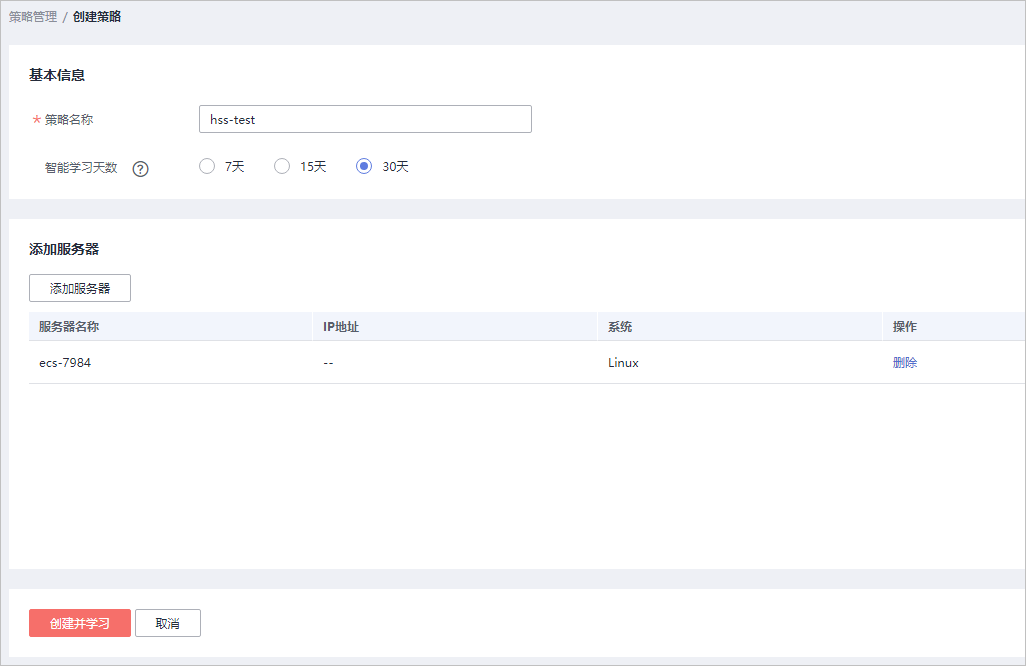 策略管理 / 创建策略
基本信息
* 策略名称 hss-test
智能学习天数 ? 7天 15天 30天
添加服务器
添加服务器
服务器名称 IP地址 系统 操作
ecs-7984 -- Linux 删除
创建并学习 取消